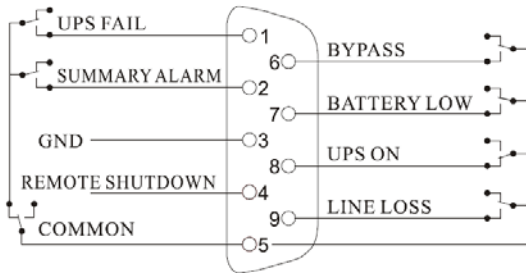 UPS FAIL
1
BYPASS
6
SUMMARY ALARM
2
BATTERY LOW
7
GND
3
UPS ON
8
REMOTE SHUTDOWN
4
LINE LOSS
9
COMMON
5